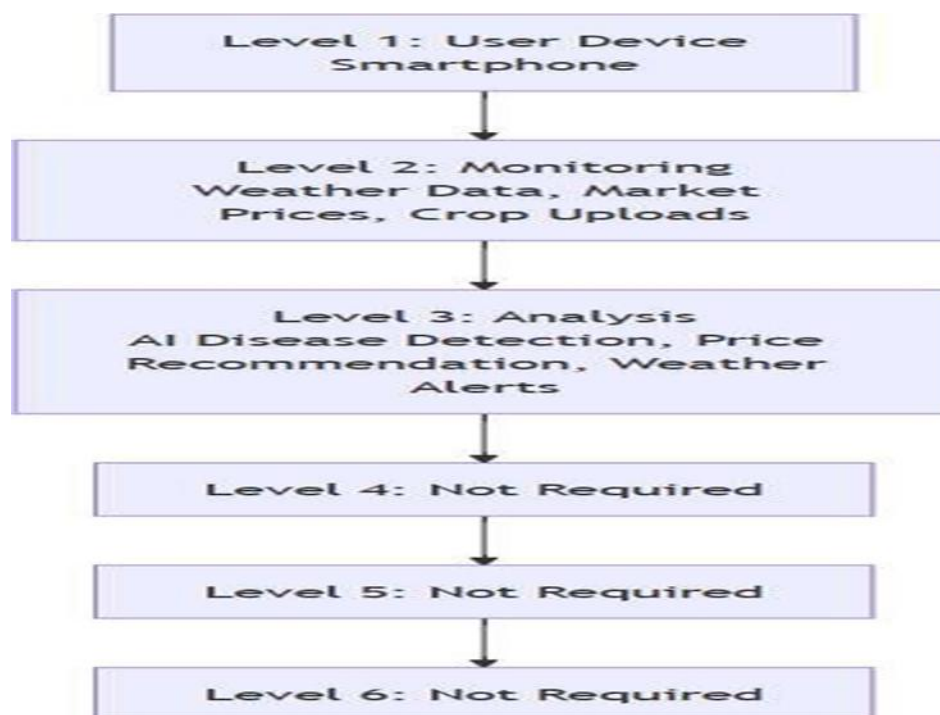 Level 1: User Device
Smartphone
Level 2: Monitoring
Weather Data, Market
Prices, Crop Uploads
Level 3: Analysis
AI Disease Detection, Price
Recommendation, Weather
Alerts
Level 4: Not Required
Level 5: Not Required
Level 6: Not Required